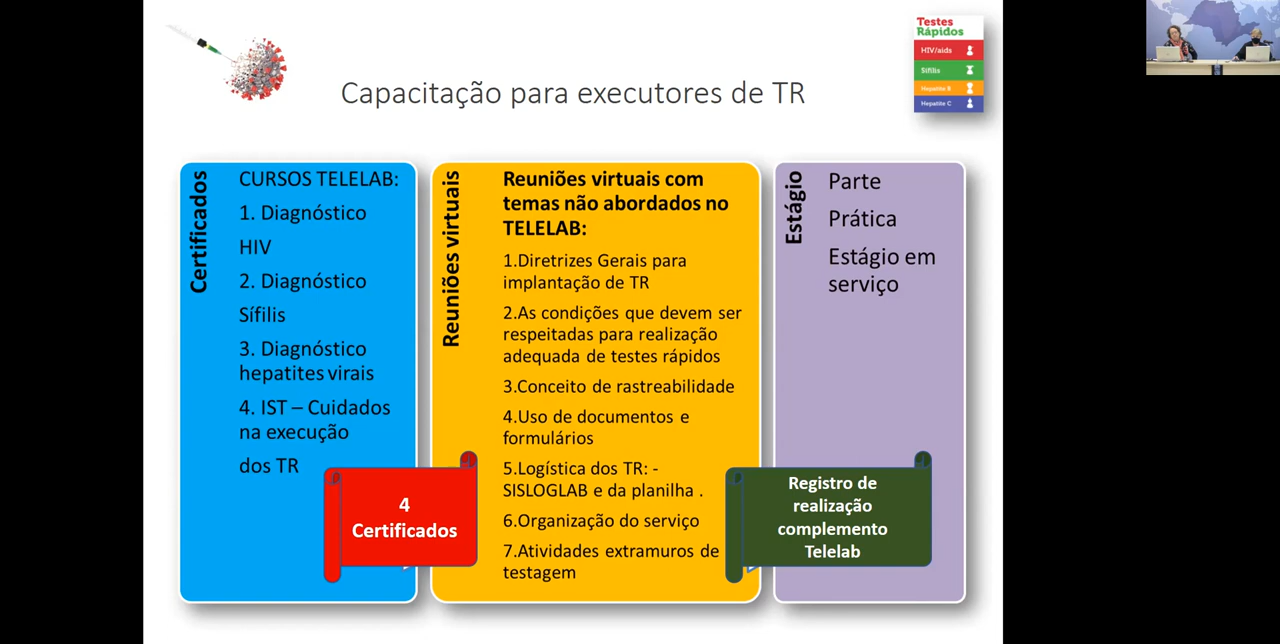 Testes
Rápidos
HIV/aids
Sífilis
Hepatite B
Hepatite C
Capacitação para executores de TR
Certificados
CURSOS TELELAB:
1. Diagnóstico
HIV
2. Diagnóstico
Sífilis
3. Diagnóstico
hepatites virais
4. IST – Cuidados
na execução
dos TR
4
Certificados
Reuniões virtuais
Reuniões virtuais com
temas não abordados no
TELELAB:
1.Diretrizes Gerais para
implantação de TR
2.As condições que devem ser
respeitadas para realização
adequada de testes rápidos
3.Conceito de rastreabilidade
4.Uso de documentos e
formulários
5.Logística dos TR: -
SISLOGLAB e da planilha .
6.Organização do serviço
7.Atividades extramuros de
testagem
Estágio
Parte
Prática
Estágio em
serviço
Registro de
realização
complemento
Telelab